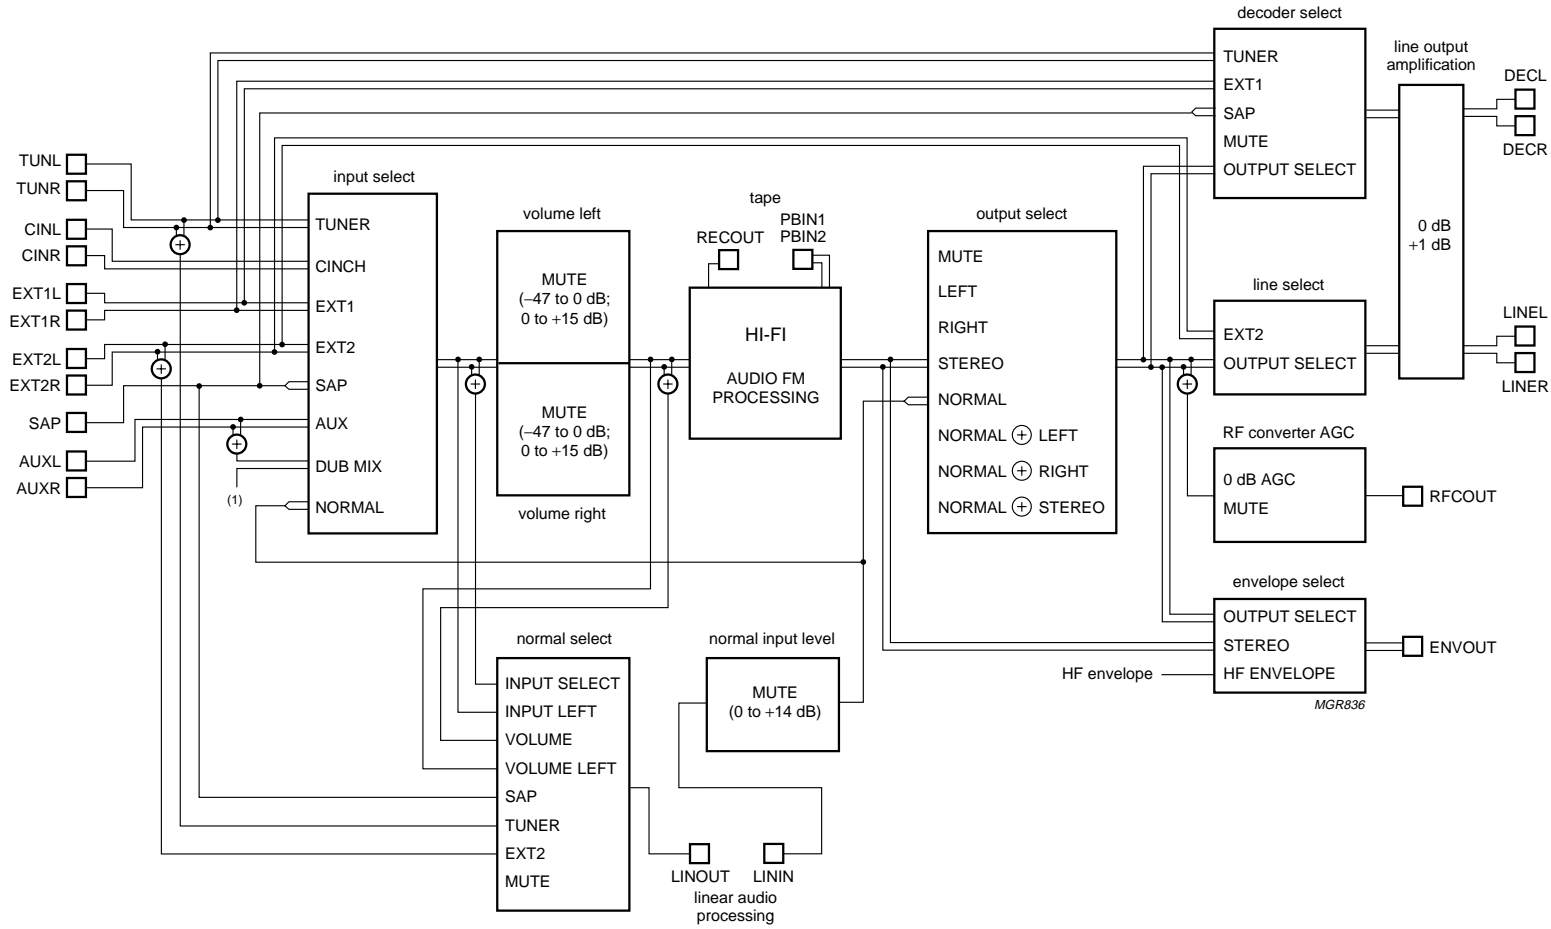 decoder select
TUNER
EXT1
SAP
MUTE
OUTPUT SELECT
line output
amplification
0 dB
+1 dB
DECL
DECR
TUNL
TUNR
CINL
CINR
EXT1L
EXT1R
EXT2L
EXT2R
SAP
AUXL
AUXR
input select
TUNER
CINCH
EXT1
EXT2
SAP
AUX
DUB MIX
NORMAL
(1)
volume left
MUTE
(−47 to 0 dB;
0 to +15 dB)
MUTE
(−47 to 0 dB;
0 to +15 dB)
volume right
tape
RECOUT
PBIN1
PBIN2
HI-FI
AUDIO FM
PROCESSING
output select
MUTE
LEFT
RIGHT
STEREO
NORMAL
NORMAL + LEFT
NORMAL + RIGHT
NORMAL + STEREO
line select
EXT2
OUTPUT SELECT
LINEL
LINER
RF converter AGC
0 dB AGC
MUTE
RFCOUT
envelope select
OUTPUT SELECT
STEREO
HF ENVELOPE
HF envelope
ENVOUT
MGR836
normal select
INPUT SELECT
INPUT LEFT
VOLUME
VOLUME LEFT
SAP
TUNER
EXT2
MUTE
normal input level
MUTE
(0 to +14 dB)
LINOUT
LININ
linear audio
processing